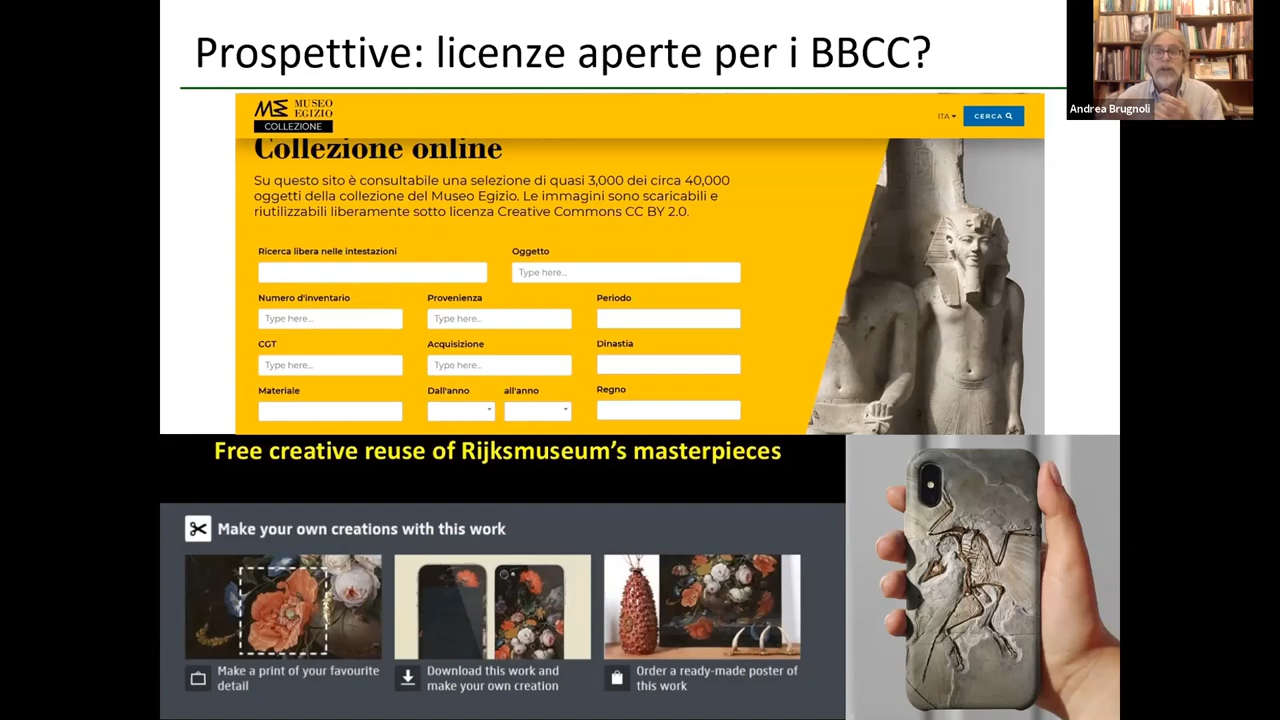 Prospettive: licenze aperte per i BBCC?
Andrea Brugnoli
MUSEO
EGIZIO
COLLEZIONE
ITA
CERCA
Collezione online
Su questo sito è consultabile una selezione di quasi 3,000 dei circa 40,000
oggetti della collezione del Museo Egizio. Le immagini sono scaricabili e
riutilizzabili liberamente sotto licenza Creative Commons CC BY 2.0.
Ricerca libera nelle intestazioni
Oggetto
Type here...
Numero d'inventario
Provenienza
Periodo
Type here...
Type here...
CGT
Acquisizione
Dinastia
Type here...
Type here...
Materiale
Dall'anno
all'anno
Regno
Free creative reuse of Rijksmuseum's masterpieces
Make your own creations with this work
Make a print of your favourite
detail
Download this work and
make your own creation
Order a ready-made poster of
this work